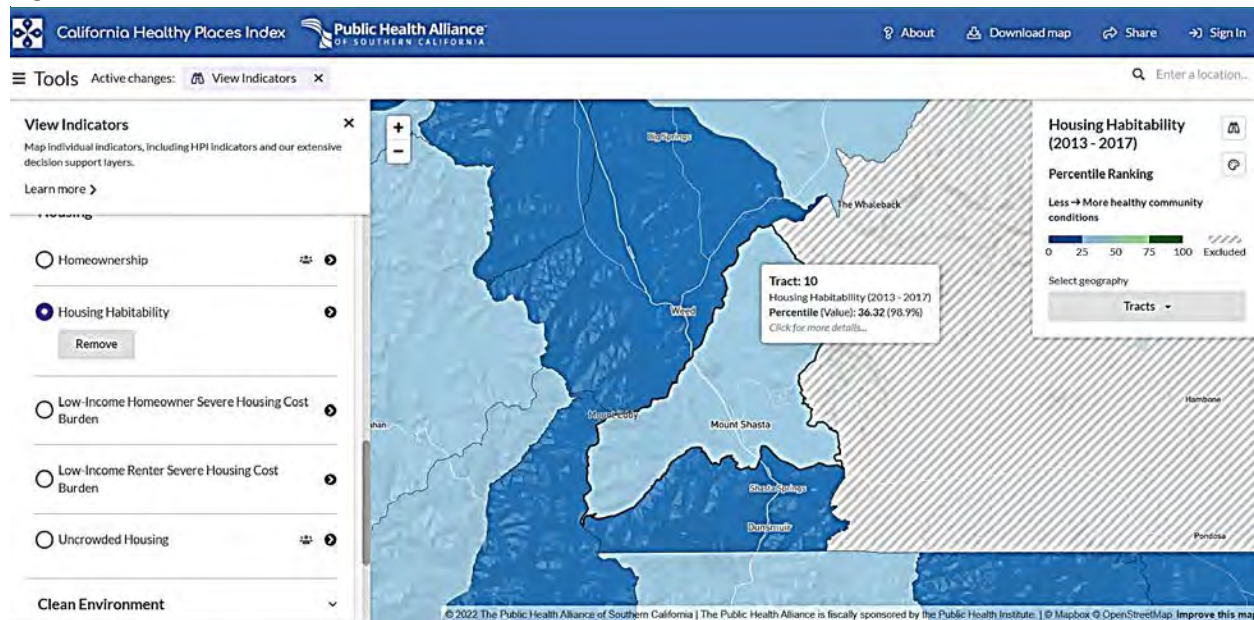 California Healthy Places Index
Public Health Alliance
OF SOUTHERN CALIFORNIA
About
Download map
Share
Sign In
Tools
Active changes:
View Indicators ×
Enter a location...
View Indicators
×
Map individual indicators, including HPI indicators and our extensive
decision support layers.
Learn more
Housing
Homeownership
Housing Habitability
Remove
Low-Income Homeowner Severe Housing Cost
Burden
Low-Income Renter Severe Housing Cost
Burden
Uncrowded Housing
Clean Environment
+
−
Big Springs
The Whaleback
Weed
Mount Eddy
Mount Shasta
Shasta Springs
Dunsmuir
Hambone
Pondosa
Tract: 10
Housing Habitability (2013 - 2017)
Percentile (Value): 36.32 (98.9%)
Click for more details...
Housing Habitability
(2013 - 2017)
Percentile Ranking
Less → More healthy community
conditions
0 25 50 75 100 Excluded
Select geography
Tracts
© 2022 The Public Health Alliance of Southern California | The Public Health Alliance is fiscally sponsored by the Public Health Institute. | © Mapbox © OpenStreetMap Improve this map